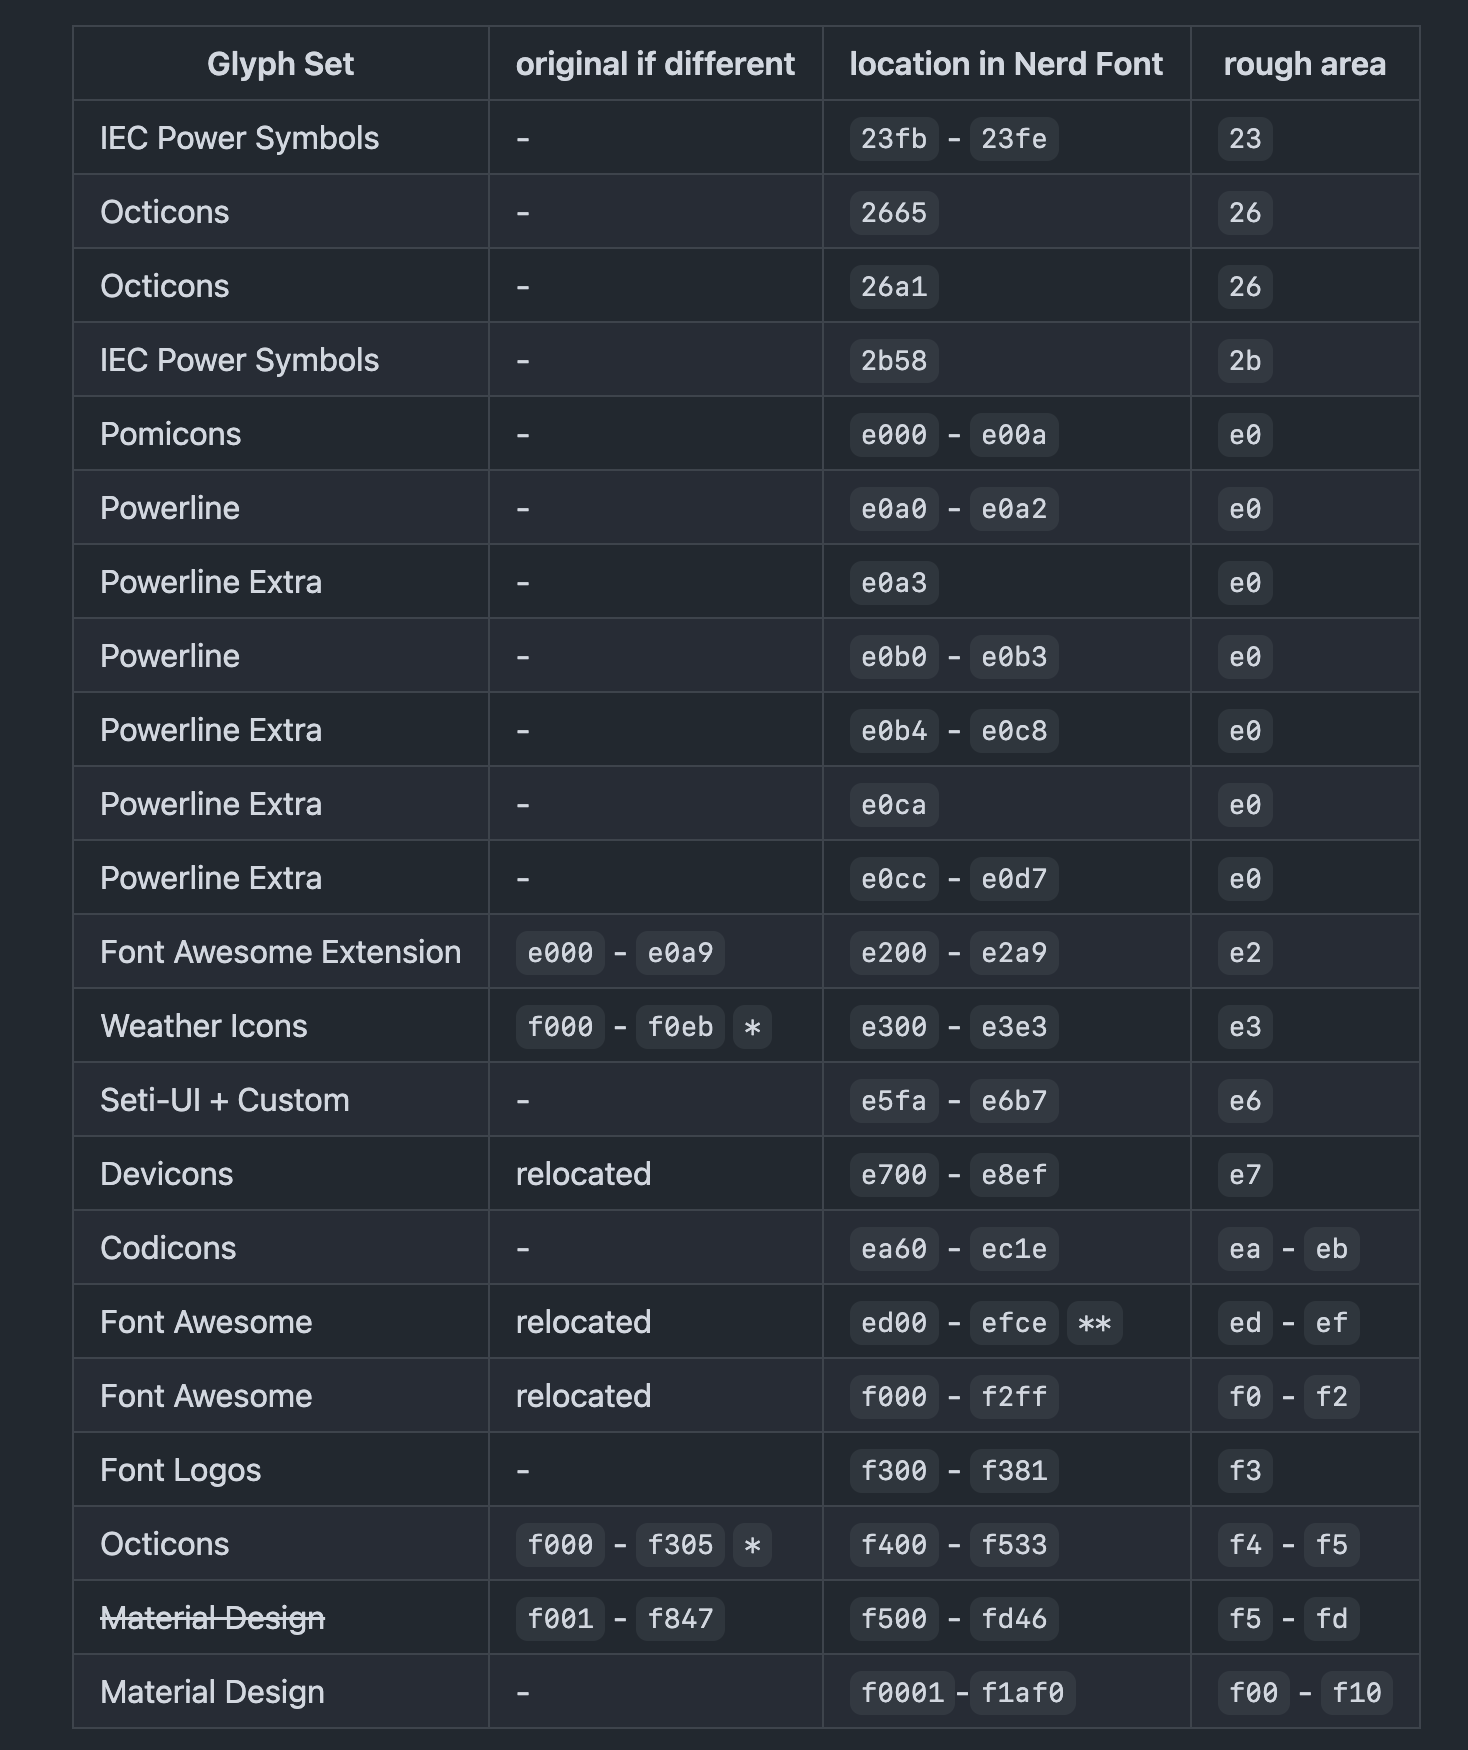 Glyph Set original if different location in Nerd Font rough area
IEC Power Symbols - 23fb - 23fe 23
Octicons - 2665 26
Octicons - 26a1 26
IEC Power Symbols - 2b58 2b
Pomicons - e000 - e00a e0
Powerline - e0a0 - e0a2 e0
Powerline Extra - e0a3 e0
Powerline - e0b0 - e0b3 e0
Powerline Extra - e0b4 - e0c8 e0
Powerline Extra - e0ca e0
Powerline Extra - e0cc - e0d7 e0
Font Awesome Extension e000 - e0a9 e200 - e2a9 e2
Weather Icons f000 - f0eb * e300 - e3e3 e3
Seti-UI + Custom - e5fa - e6b7 e6
Devicons relocated e700 - e8ef e7
Codicons - ea60 - ec1e ea - eb
Font Awesome relocated ed00 - efce ** ed - ef
Font Awesome relocated f000 - f2ff f0 - f2
Font Logos - f300 - f381 f3
Octicons f000 - f305 * f400 - f533 f4 - f5
Material Design f001 - f847 f500 - fd46 f5 - fd
Material Design - f0001 - f1af0 f00 - f10